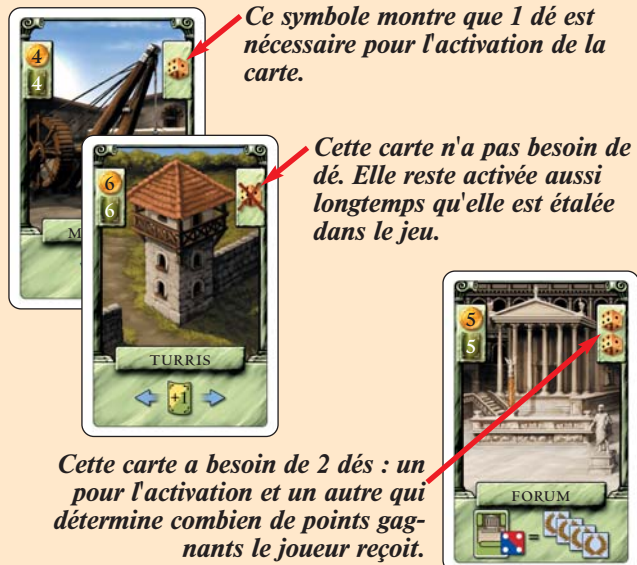 Ce symbole montre que 1 dé est
nécessaire pour l'activation de la
carte.
4
4
Cette carte n'a pas besoin de
dé. Elle reste activée aussi
longtemps qu'elle est étalée
dans le jeu.
6
6
M
TURRIS
+1
5
5
Cette carte a besoin de 2 dés : un
pour l'activation et un autre qui
détermine combien de points gag-
nants le joueur reçoit.
FORUM
=